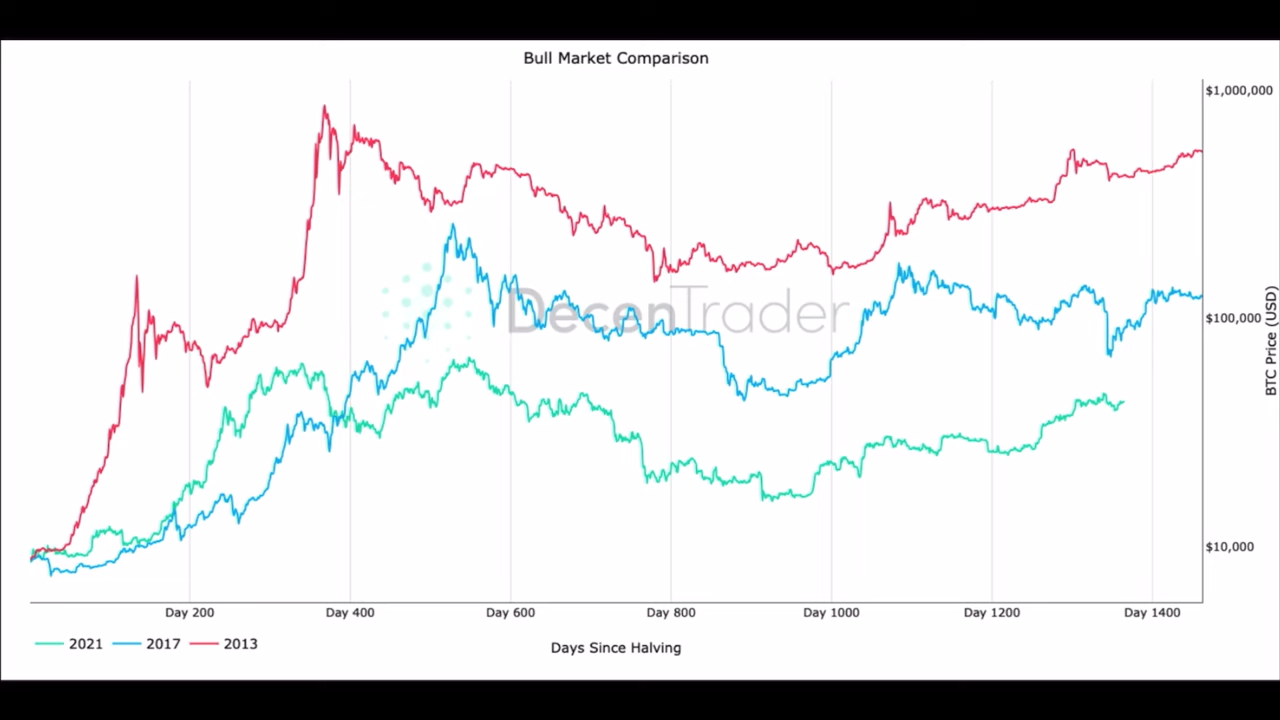 Bull Market Comparison
$1,000,000
$100,000
$10,000
BTC Price (USD)
DecenTrader
Day 200
Day 400
Day 600
Day 800
Day 1000
Day 1200
Day 1400
2021
2017
2013
Days Since Halving